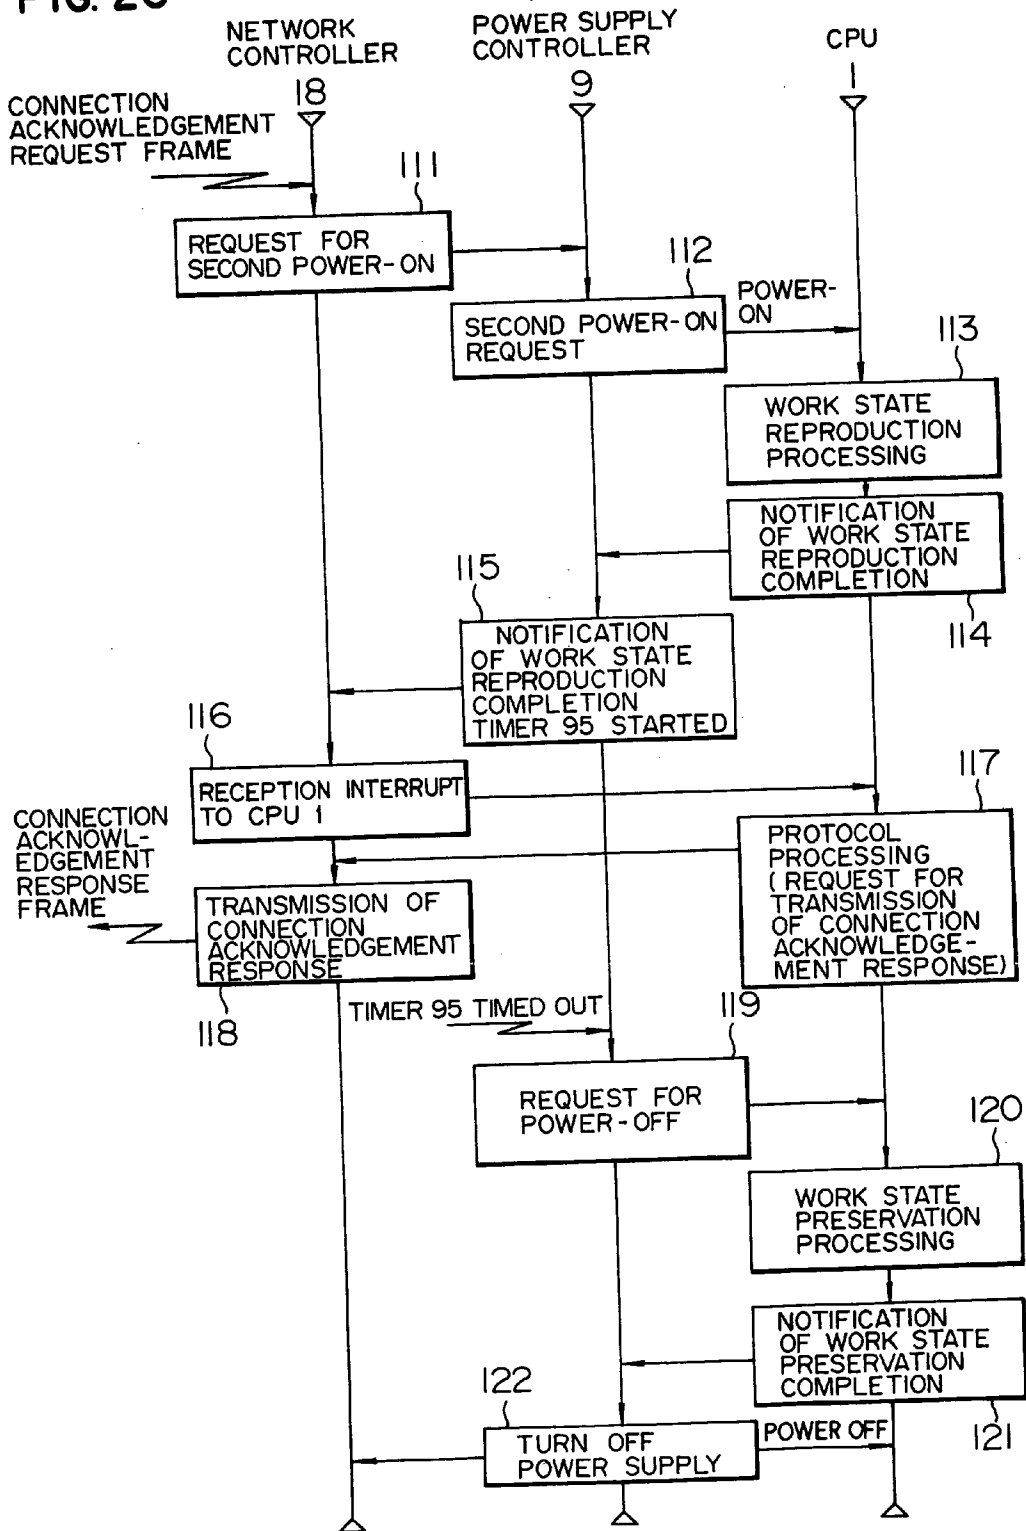 NETWORK
CONTROLLER
18
POWER SUPPLY
CONTROLLER
9
CPU
1
CONNECTION
ACKNOWLEDGEMENT
REQUEST FRAME
111
REQUEST FOR
SECOND POWER-ON
112
SECOND POWER-ON
REQUEST
POWER-
ON
113
WORK STATE
REPRODUCTION
PROCESSING
NOTIFICATION
OF WORK STATE
REPRODUCTION
COMPLETION
114
115
NOTIFICATION
OF WORK STATE
REPRODUCTION
COMPLETION
TIMER 95 STARTED
116
RECEPTION INTERRUPT
TO CPU 1
117
PROTOCOL
PROCESSING
(REQUEST FOR
TRANSMISSION
OF CONNECTION
ACKNOWLEDGE-
MENT RESPONSE)
CONNECTION
ACKNOWL-
EDGEMENT
RESPONSE
FRAME
TRANSMISSION OF
CONNECTION
ACKNOWLEDGEMENT
RESPONSE
118
TIMER 95 TIMED OUT
119
REQUEST FOR
POWER-OFF
120
WORK STATE
PRESERVATION
PROCESSING
NOTIFICATION
OF WORK STATE
PRESERVATION
COMPLETION
121
122
TURN OFF
POWER SUPPLY
POWER OFF